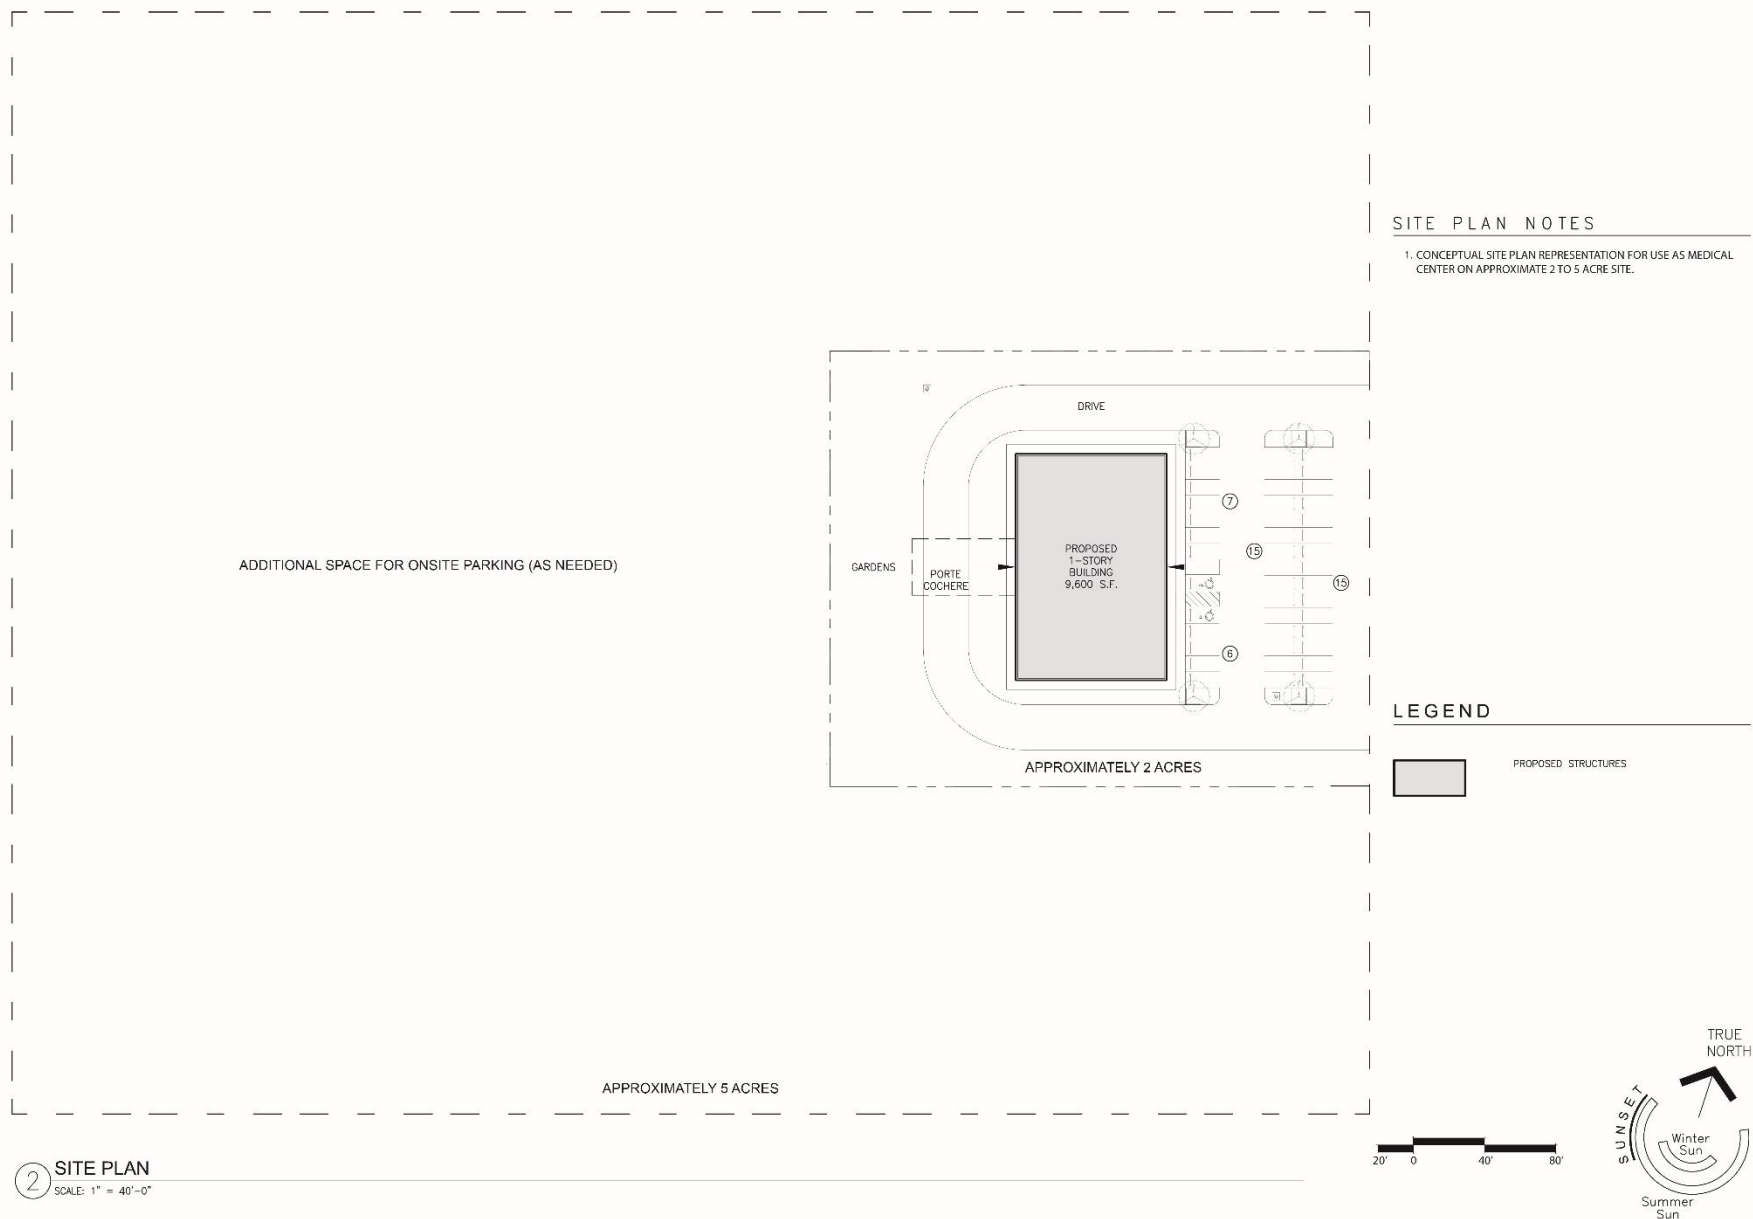 SITE PLAN NOTES
1. CONCEPTUAL SITE PLAN REPRESENTATION FOR USE AS MEDICAL
CENTER ON APPROXIMATE 2 TO 5 ACRE SITE.
DRIVE
7
PROPOSED
1-STORY
BUILDING
9,600 S.F.
15
ADDITIONAL SPACE FOR ONSITE PARKING (AS NEEDED)
GARDENS
PORTE
COCHERE
15
6
LEGEND
PROPOSED STRUCTURES
APPROXIMATELY 2 ACRES
TRUE
NORTH
APPROXIMATELY 5 ACRES
SUNSET
Winter
Sun
Summer
Sun
20'
0
40'
80'
2
SITE PLAN
SCALE: 1" = 40'-0"